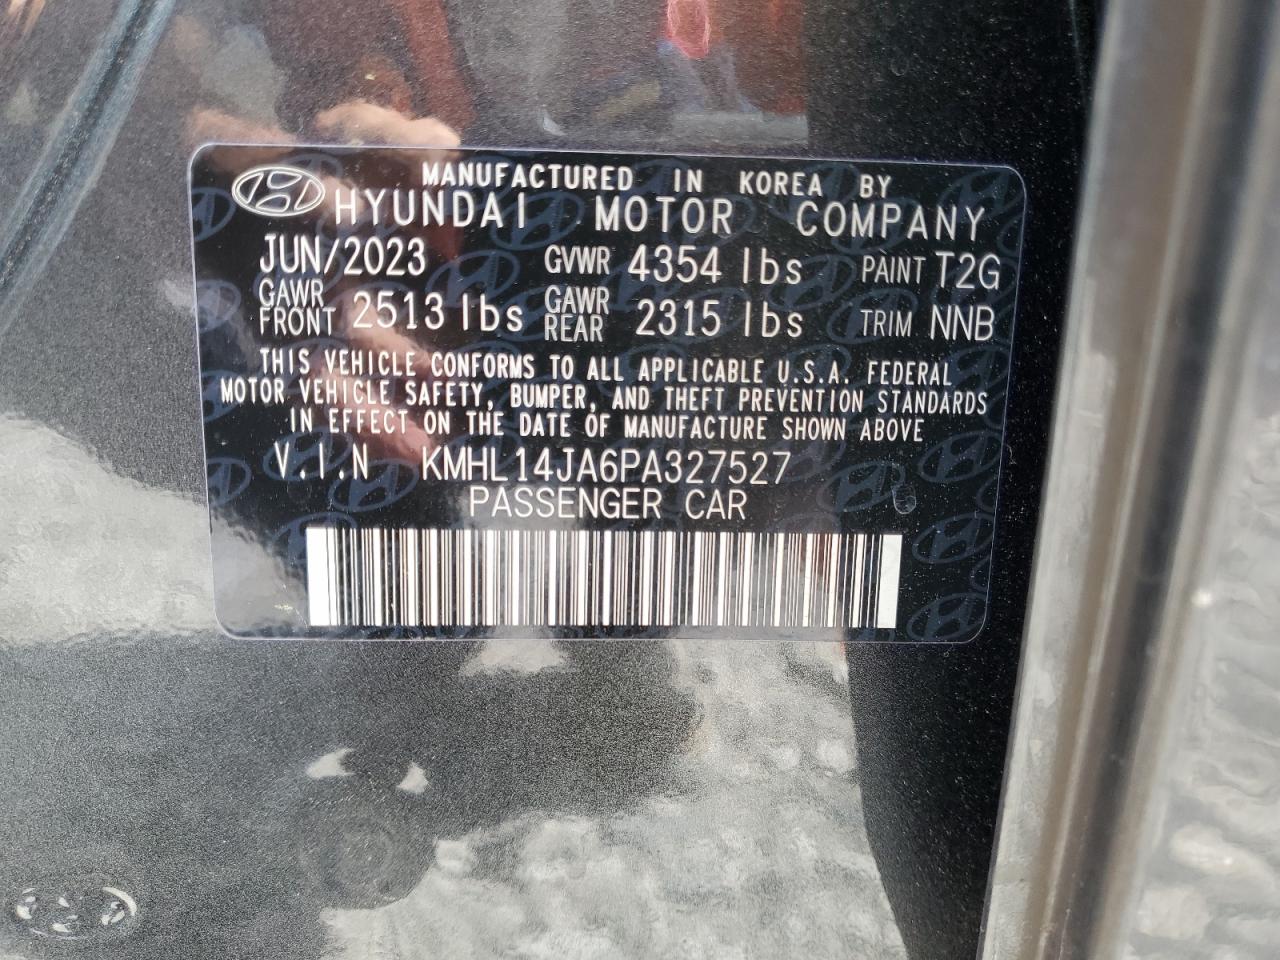 MANUFACTURED IN KOREA BY
HYUNDAI MOTOR COMPANY
JUN/2023 GVWR 4354 lbs PAINT T2G
GAWR FRONT 2513 lbs GAWR REAR 2315 lbs TRIM NNB
THIS VEHICLE CONFORMS TO ALL APPLICABLE U.S.A. FEDERAL
MOTOR VEHICLE SAFETY, BUMPER, AND THEFT PREVENTION STANDARDS
IN EFFECT ON THE DATE OF MANUFACTURE SHOWN ABOVE
V.I.N KMHL14JA6PA327527
PASSENGER CAR